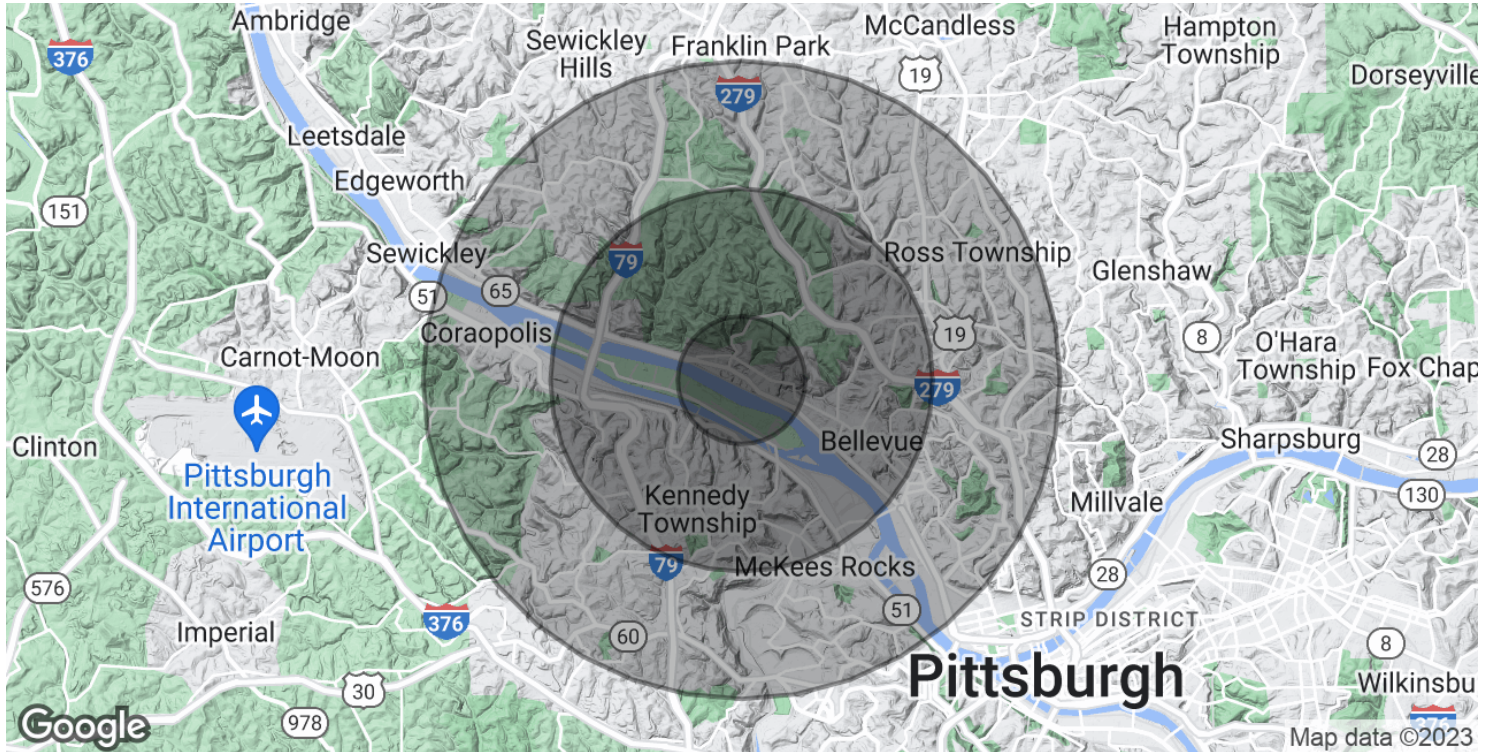 Ambridge
McCandless
Hampton
Township
Sewickley
Hills
Franklin Park
376
19
Dorseyville
279
Leetsdale
Edgeworth
151
Sewickley
79
Ross Township
Glenshaw
51
65
Coraopolis
19
8
O'Hara
Township
Fox Chap
Carnot-Moon
279
Clinton
Bellevue
Sharpsburg
28
Pittsburgh
International
Airport
Kennedy
Township
Millvale
130
79
McKees Rocks
28
576
51
376
STRIP DISTRICT
Imperial
60
8
Pittsburgh
30
Wilkinsbu
978
376
Google
Map data ©2023